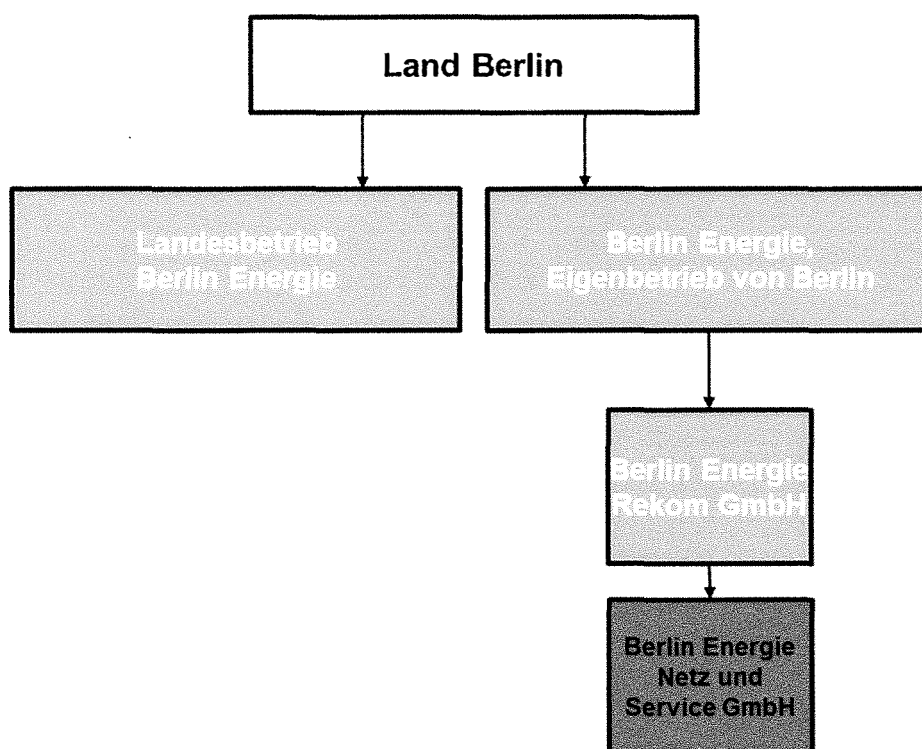 Land Berlin
Landesbetrieb
Berlin Energie
Berlin Energie,
Eigenbetrieb von Berlin
Berlin Energie
Rekom GmbH
Berlin Energie
Netz und
Service GmbH